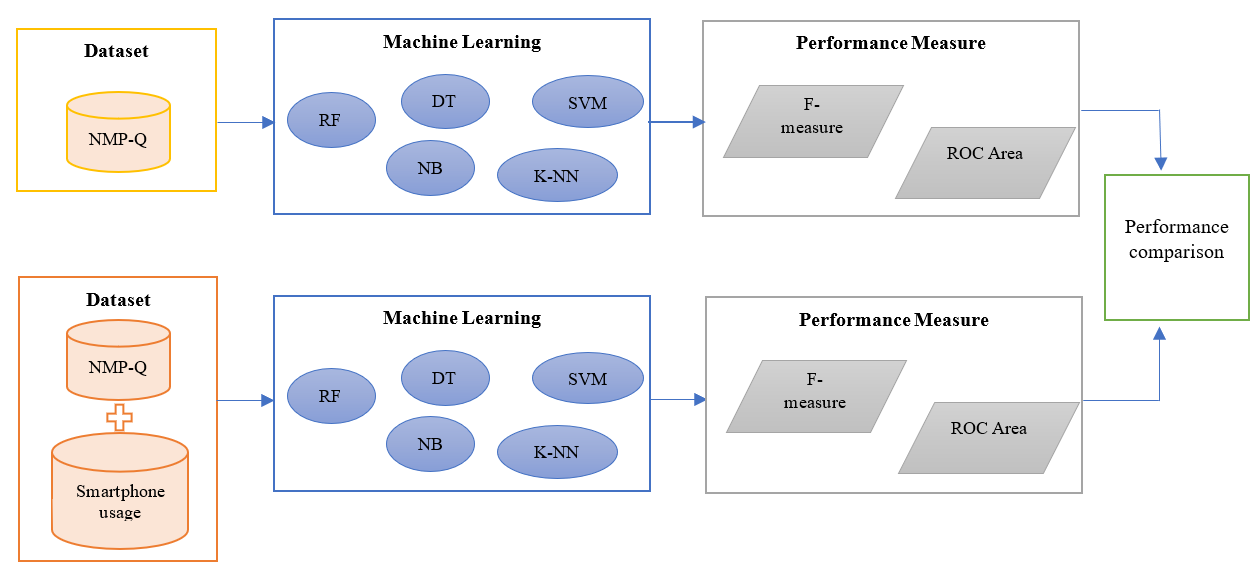 Dataset
NMP-Q
Machine Learning
RF
DT
SVM
NB
K-NN
Performance Measure
F-
measure
ROC Area
Performance
comparison
Dataset
NMP-Q
Smartphone
usage
Machine Learning
RF
DT
SVM
NB
K-NN
Performance Measure
F-
measure
ROC Area